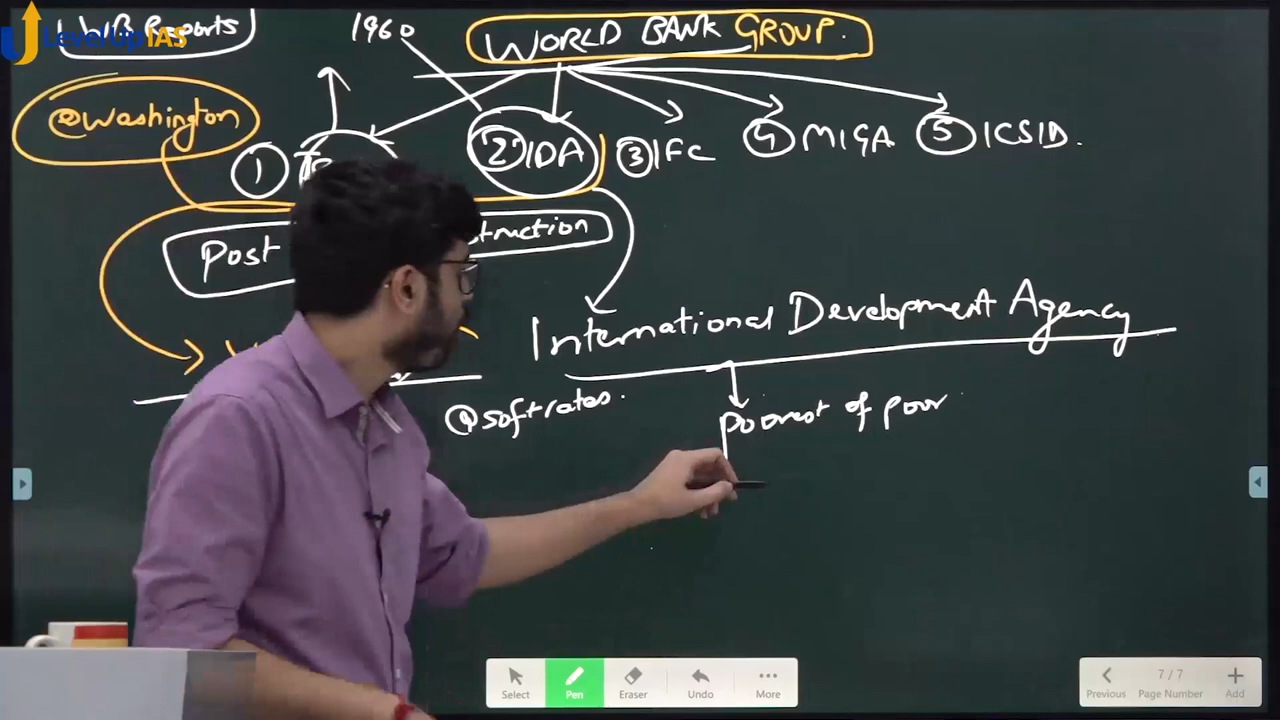 WB Reports
LevelUp IAS
1960
WORLD BANK GROUP.
@Washington
① 
② IDA
③ IFC
④ MIGA
⑤ ICSID.
Post
struction
International Development Agency
@soft rates.
poorest of poor
Select
Pen
Eraser
Undo
More
7/7
Previous
Page Number
Add